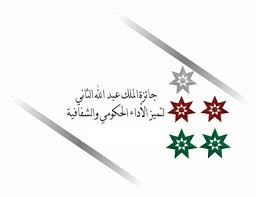 جائزة الملك عبد الله الثاني
لتميز الأداء الحكومي والشفافية